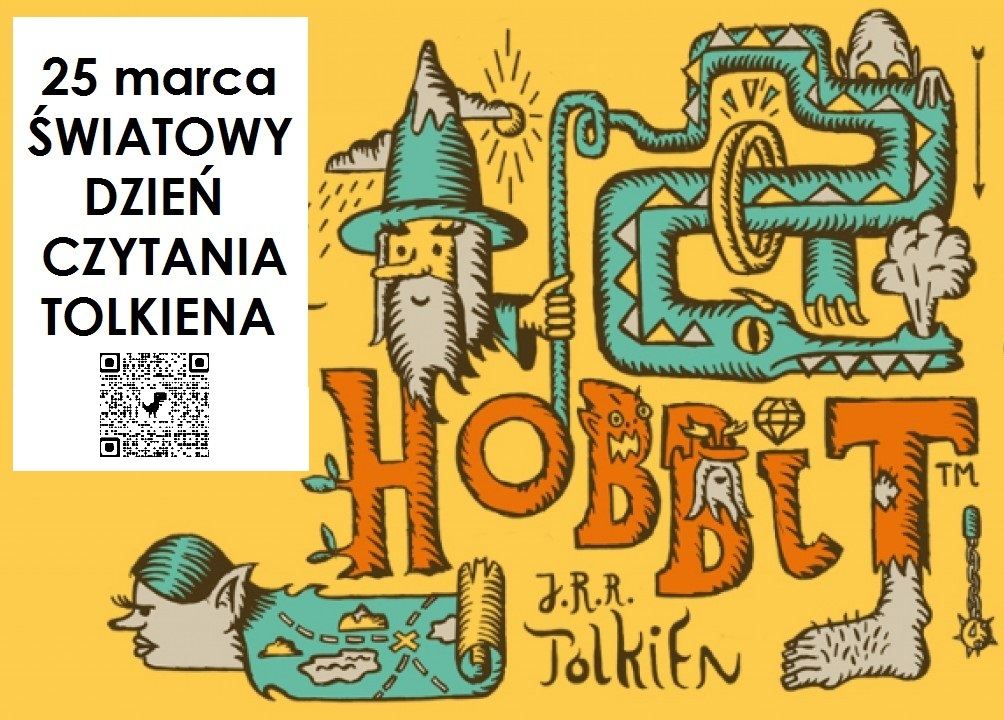 25 marca
ŚWIATOWY
DZIEŃ
CZYTANIA
TOLKIENA
HOBBiT
TM
J.R.R.
TOlKiEN